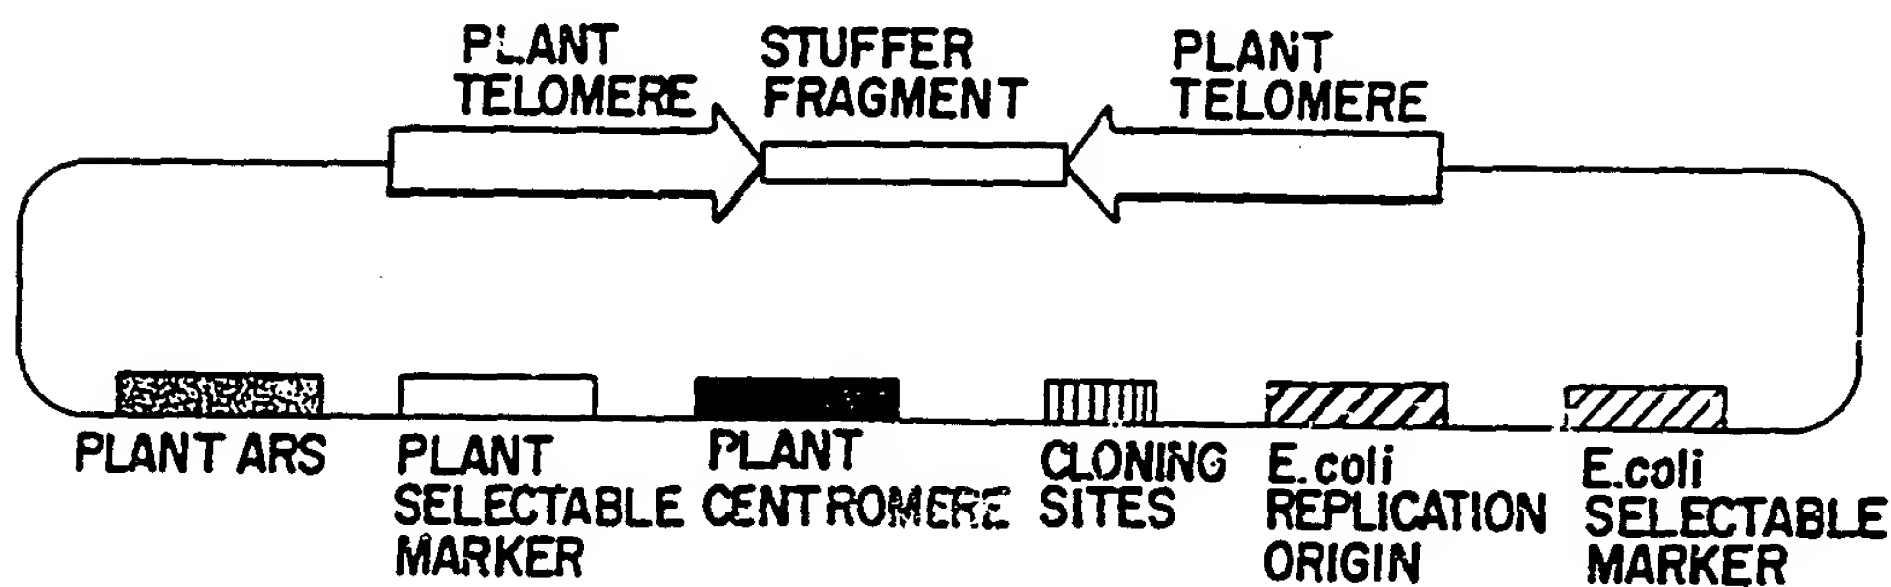 PLANT
TELOMERE
STUFFER
FRAGMENT
PLANT
TELOMERE
PLANT ARS
PLANT
SELECTABLE
MARKER
PLANT
CENTROMERE
CLONING
SITES
E.coli
REPLICATION
ORIGIN
E.coli
SELECTABLE
MARKER